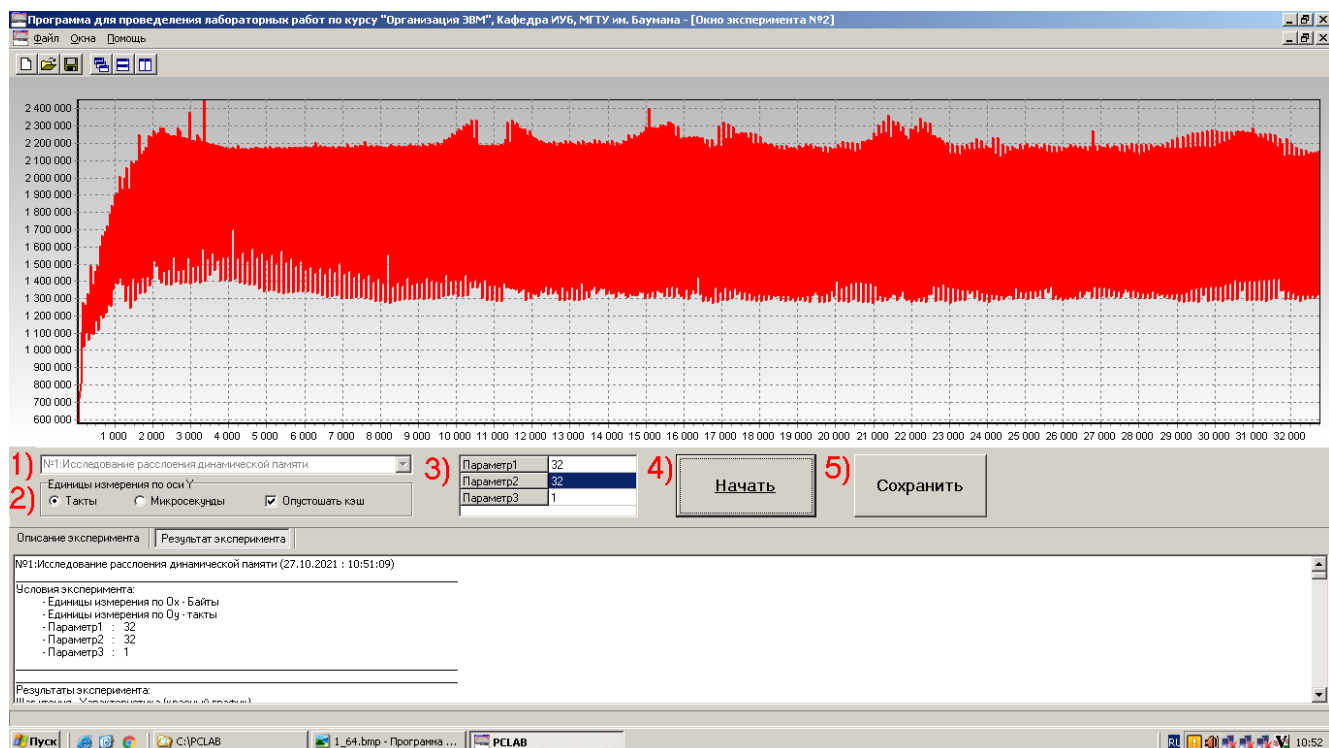 Программа для проведеления лабораторных работ по курсу "Организация ЭВМ", Кафедра ИУ6, МГТУ им. Баумана - [Окно эксперимента №2]
Файл Окна Помощь
2 400 000
2 300 000
2 200 000
2 100 000
2 000 000
1 900 000
1 800 000
1 700 000
1 600 000
1 500 000
1 400 000
1 300 000
1 200 000
1 100 000
1 000 000
900 000
800 000
700 000
600 000
1 000 2 000 3 000 4 000 5 000 6 000 7 000 8 000 9 000 10 000 11 000 12 000 13 000 14 000 15 000 16 000 17 000 18 000 19 000 20 000 21 000 22 000 23 000 24 000 25 000 26 000 27 000 28 000 29 000 30 000 31 000 32 000
1) №1:Исследование расслоения динамической памяти
Единицы измерения по оси Y
2) Такты Микросекунды Опустошать кэш
3) Параметр1 32
Параметр2 32
Параметр3 1
4) Начать
5) Сохранить
Описание эксперимента Результат эксперимента
№1:Исследование расслоения динамической памяти (27.10.2021 : 10:51:09)
Условия эксперимента:
- Единицы измерения по Ox - Байты
- Единицы измерения по Oy - такты
- Параметр1 : 32
- Параметр2 : 32
- Параметр3 : 1
Результаты эксперимента:
Шаг чтения Характеристика (красный график)
Пуск C:\PCLAB 1_64.bmp - Программа ... PCLAB RL 10:52